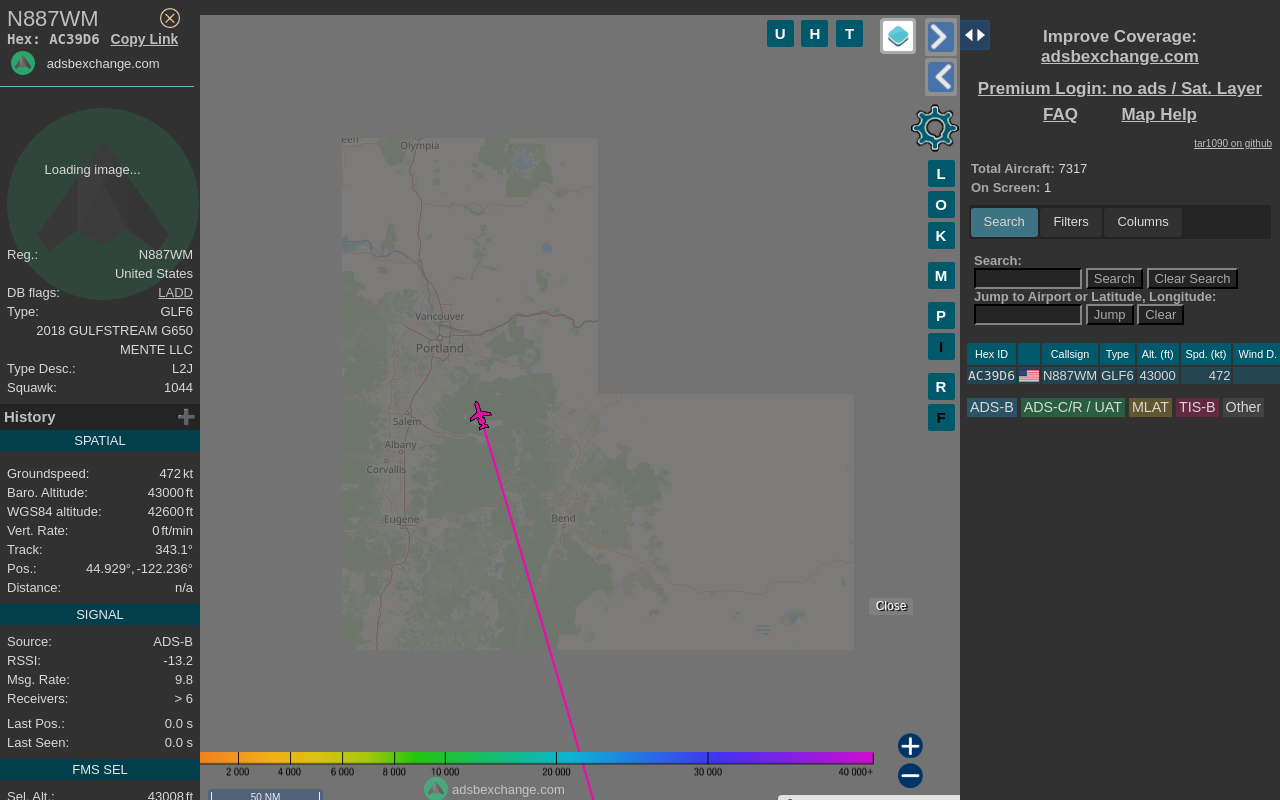 N887WM
Hex: AC39D6 Copy Link
adsbexchange.com
Loading image...
Reg.: N887WM
United States
DB flags: LADD
Type: GLF6
2018 GULFSTREAM G650
MENTE LLC
Type Desc.: L2J
Squawk: 1044
History
SPATIAL
Groundspeed: 472 kt
Baro. Altitude: 43000 ft
WGS84 altitude: 42600 ft
Vert. Rate: 0 ft/min
Track: 343.1°
Pos.: 44.929°, -122.236°
Distance: n/a
SIGNAL
Source: ADS-B
RSSI: -13.2
Msg. Rate: 9.8
Receivers: > 6
Last Pos.: 0.0 s
Last Seen: 0.0 s
FMS SEL
Sel. Alt.: 43008 ft
U H T
L
O
K
M
P
I
R
F
Olympia
Vancouver
Portland
Salem
Albany
Corvallis
Eugene
Bend
Close
2 000 4 000 6 000 8 000 10 000 20 000 30 000 40 000+
adsbexchange.com
50 NM
Improve Coverage:
adsbexchange.com
Premium Login: no ads / Sat. Layer
FAQ Map Help
tar1090 on github
Total Aircraft: 7317
On Screen: 1
Search Filters Columns
Search:
Search Clear Search
Jump to Airport or Latitude, Longitude:
Jump Clear
Hex ID Callsign Type Alt. (ft) Spd. (kt) Wind D.
AC39D6 N887WM GLF6 43000 472
ADS-B ADS-C/R / UAT MLAT TIS-B Other